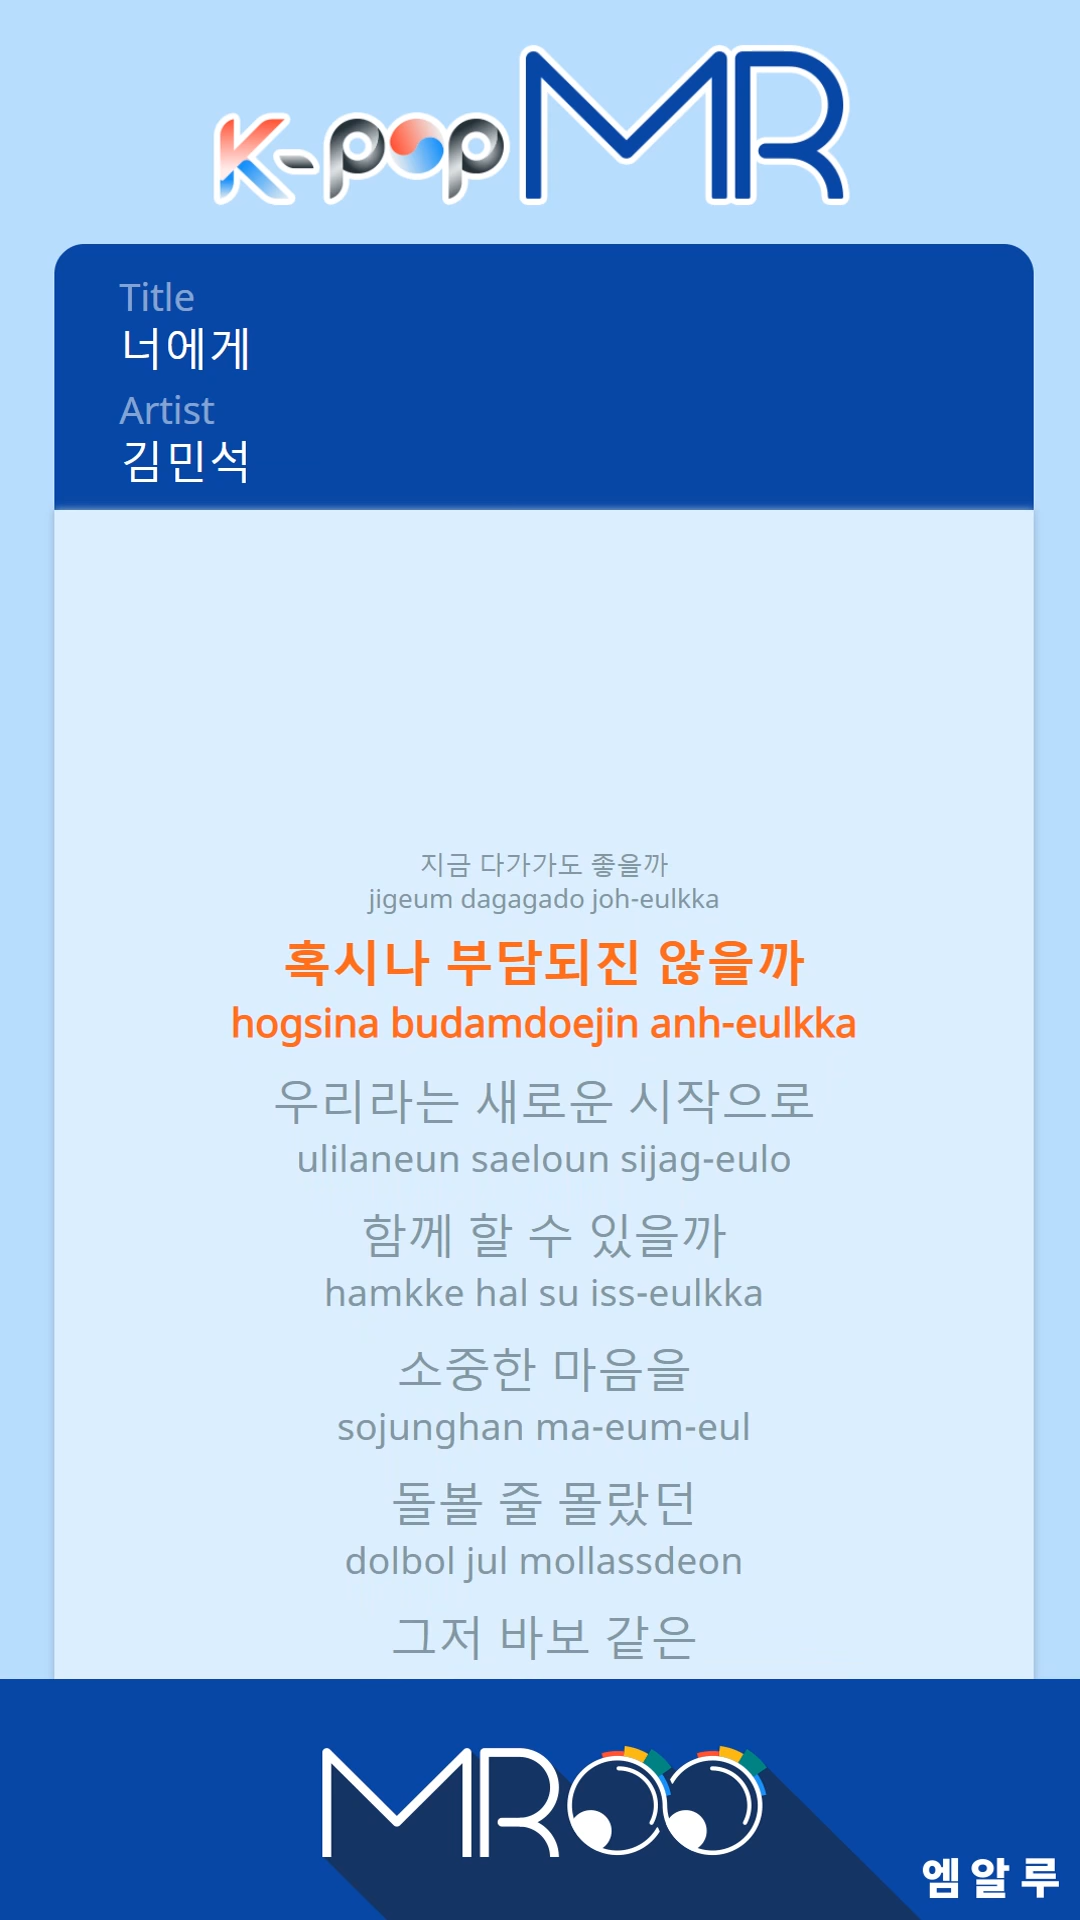 K-pop MR
Title
너에게
Artist
김민석
지금 다가가도 좋을까
jigeum dagagado joh-eulkka
혹시나 부담되진 않을까
hogsina budamdoejin anh-eulkka
우리라는 새로운 시작으로
ulilaneun saeloun sijag-eulo
함께 할 수 있을까
hamkke hal su iss-eulkka
소중한 마음을
sojunghan ma-eum-eul
돌볼 줄 몰랐던
dolbol jul mollassdeon
그저 바보 같은
MROO
엠알루